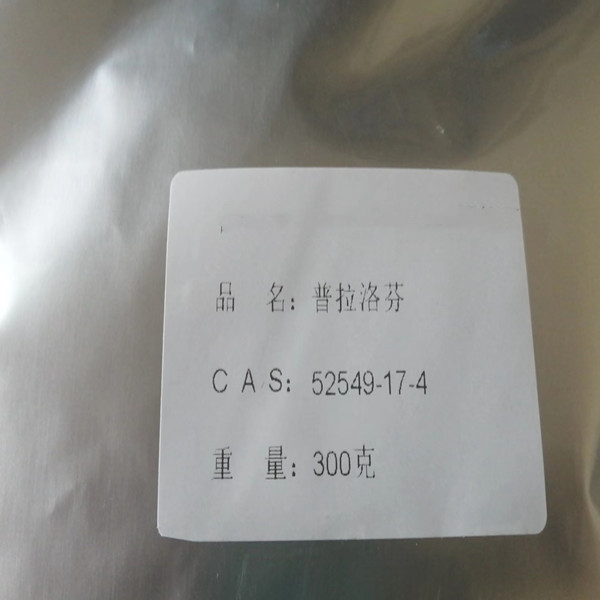 品 名：普拉洛芬
C A S：52549-17-4
重 量：300克